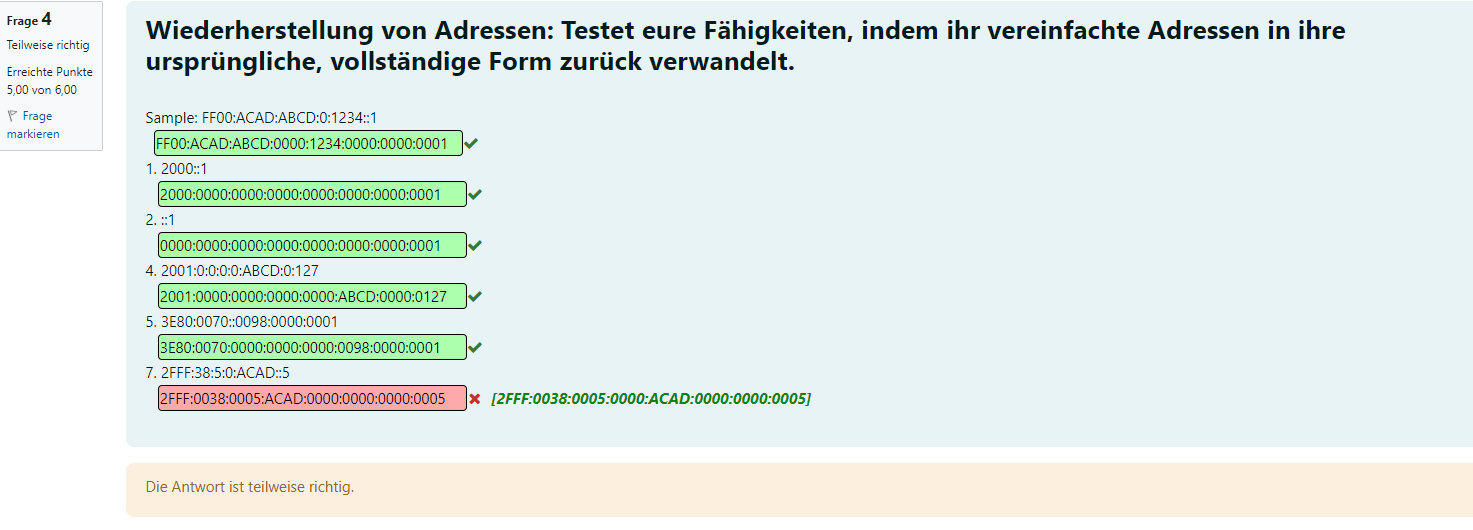 Frage 4
Teilweise richtig
Erreichte Punkte
5,00 von 6,00
Frage
markieren
Wiederherstellung von Adressen: Testet eure Fähigkeiten, indem ihr vereinfachte Adressen in ihre
ursprüngliche, vollständige Form zurück verwandelt.
Sample: FF00:ACAD:ABCD:0:1234::1
FF00:ACAD:ABCD:0000:1234:0000:0000:0001
1. 2000::1
2000:0000:0000:0000:0000:0000:0000:0001
2. ::1
0000:0000:0000:0000:0000:0000:0000:0001
4. 2001:0:0:0:0:ABCD:0:127
2001:0000:0000:0000:0000:ABCD:0000:0127
5. 3E80:0070::0098:0000:0001
3E80:0070:0000:0000:0000:0098:0000:0001
7. 2FFF:38:5:0:ACAD::5
2FFF:0038:0005:ACAD:0000:0000:0000:0005 [2FFF:0038:0005:0000:ACAD:0000:0000:0005]
Die Antwort ist teilweise richtig.